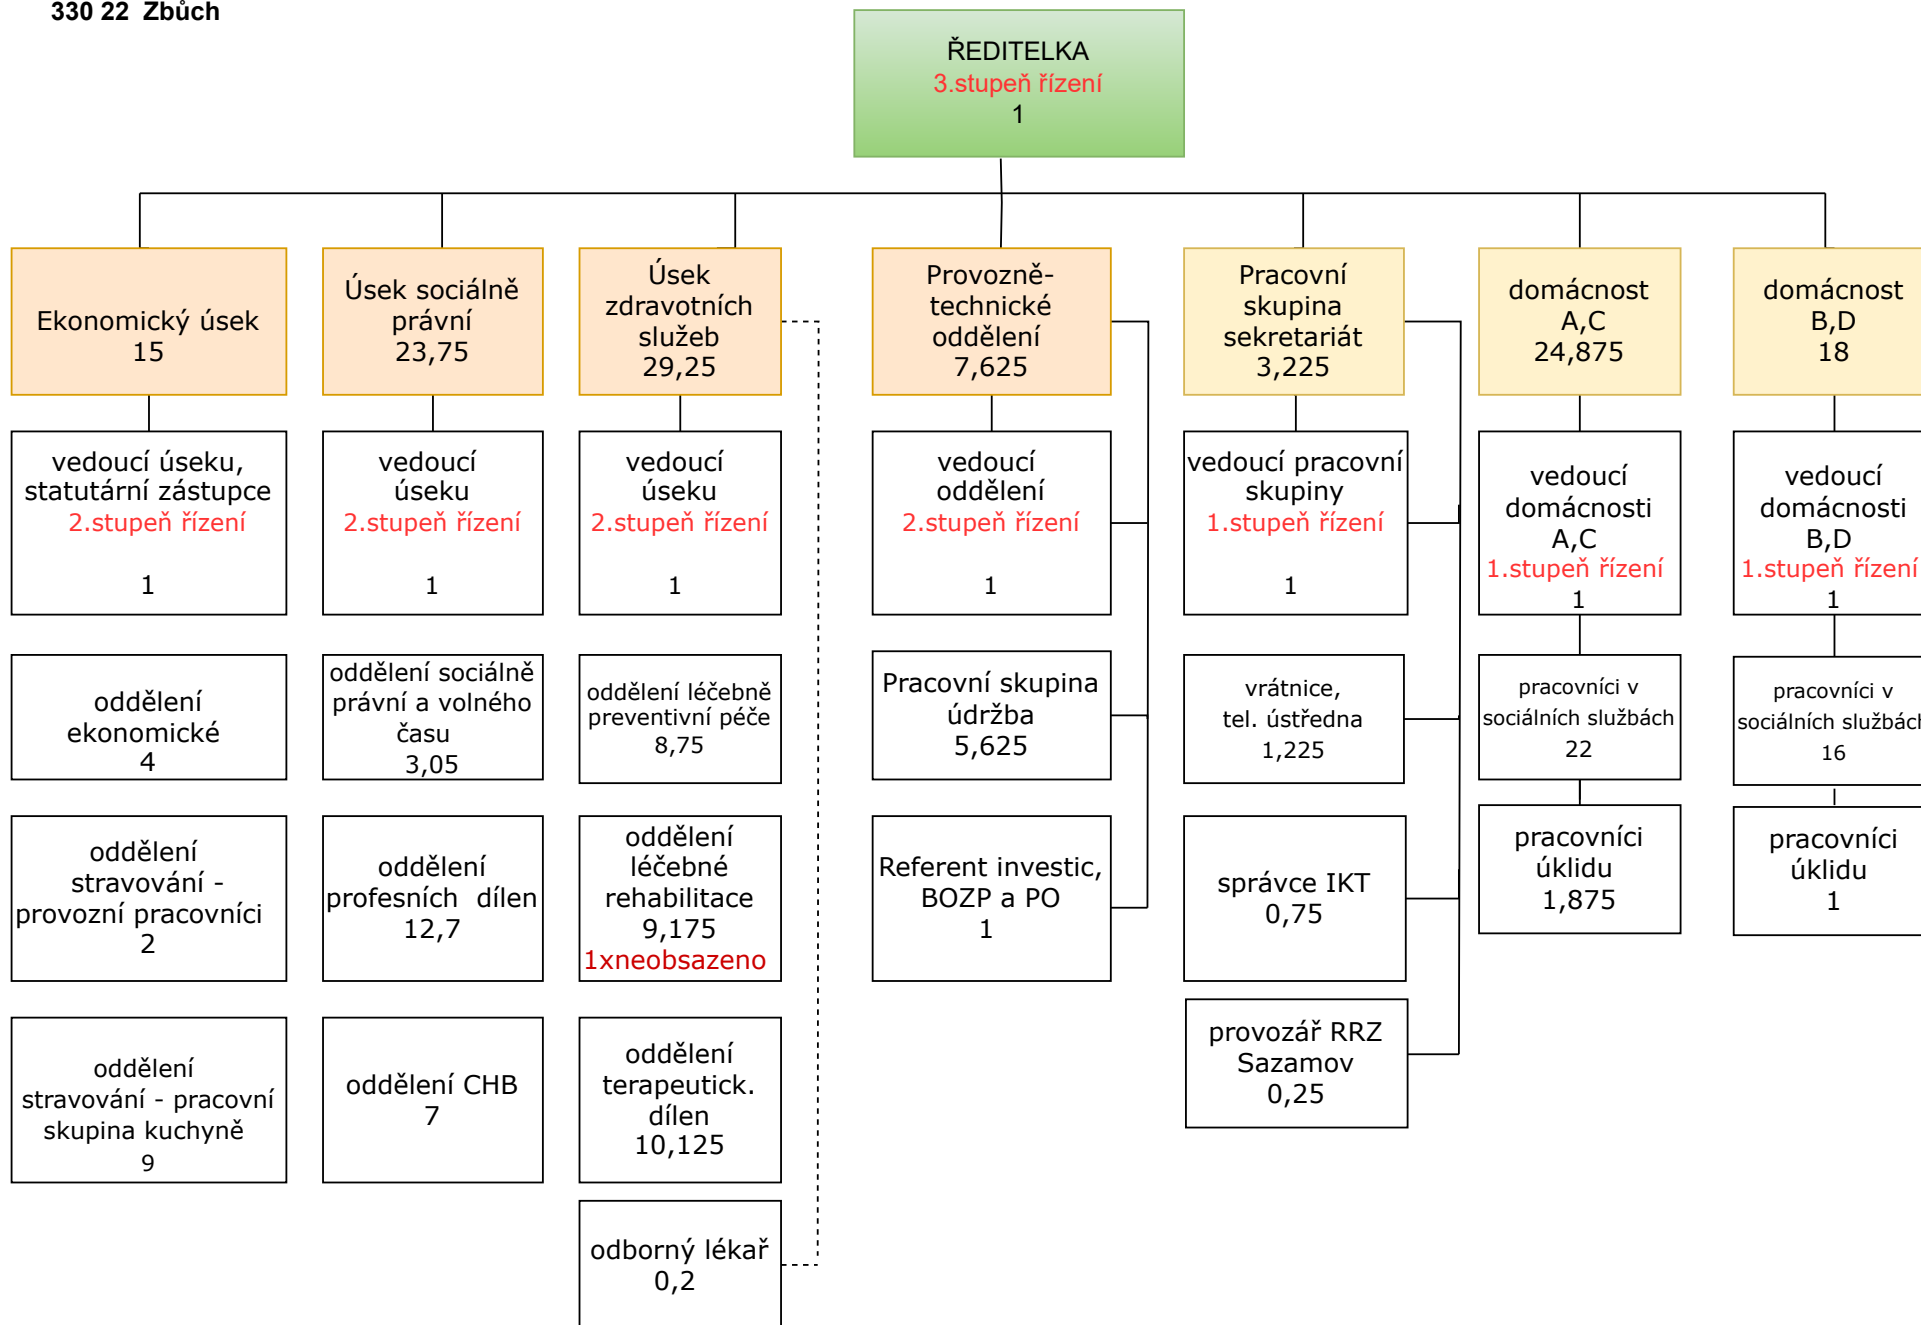 330 22 Zbůch
ŘEDITELKA
3.stupeň řízení
1
Ekonomický úsek
15
Úsek sociálně
právní
23,75
Úsek
zdravotních
služeb
29,25
Provozně-
technické
oddělení
7,625
Pracovní
skupina
sekretariát
3,225
domácnost
A,C
24,875
domácnost
B,D
18
vedoucí úseku,
statutární zástupce
2.stupeň řízení
1
vedoucí
úseku
2.stupeň řízení
1
vedoucí
úseku
2.stupeň řízení
1
vedoucí
oddělení
2.stupeň řízení
1
vedoucí pracovní
skupiny
1.stupeň řízení
1
vedoucí
domácnosti
A,C
1.stupeň řízení
1
vedoucí
domácnosti
B,D
1.stupeň řízení
1
oddělení
ekonomické
4
oddělení sociálně
právní a volného
času
3,05
oddělení léčebně
preventivní péče
8,75
Pracovní skupina
údržba
5,625
vrátnice,
tel. ústředna
1,225
pracovníci v
sociálních službách
22
pracovníci v
sociálních službách
16
oddělení
stravování -
provozní pracovníci
2
oddělení
profesních dílen
12,7
oddělení
léčebné
rehabilitace
9,175
1xneobsazeno
Referent investic,
BOZP a PO
1
správce IKT
0,75
pracovníci
úklidu
1,875
pracovníci
úklidu
1
oddělení
stravování - pracovní
skupina kuchyně
9
oddělení CHB
7
oddělení
terapeutick.
dílen
10,125
provozář RRZ
Sazamov
0,25
odborný lékař
0,2